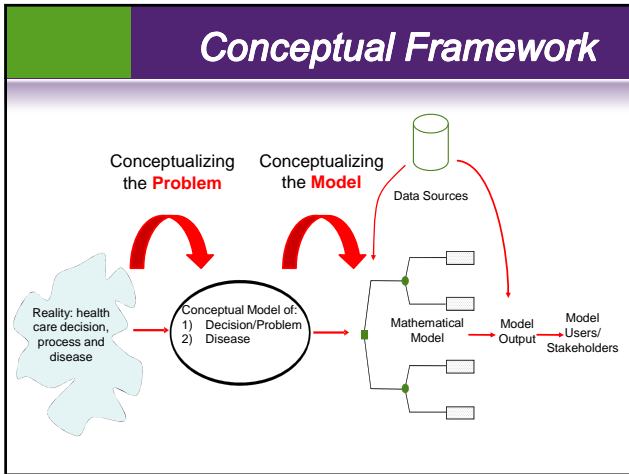 Conceptual Framework
Conceptualizing
the Problem
Conceptualizing
the Model
Data Sources
Reality: health
care decision,
process and
disease
Conceptual Model of:
1) Decision/Problem
2) Disease
Mathematical
Model
Model
Output
Model
Users/
Stakeholders